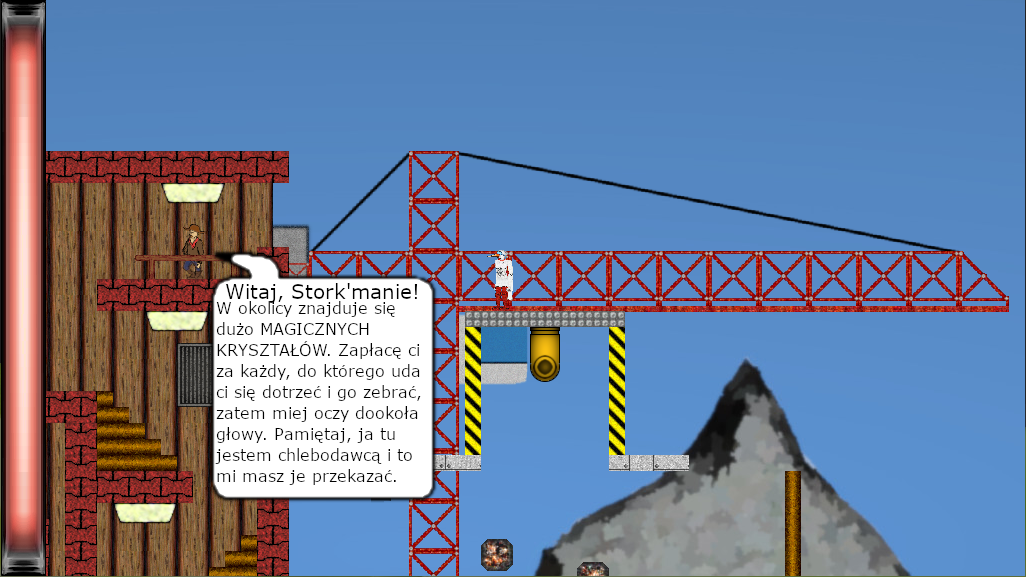 Witaj, Stork'manie!
W okolicy znajduje się
dużo MAGICZNYCH
KRYSZTAŁÓW. Zapłacę ci
za każdy, do którego uda
ci się dotrzeć i go zebrać,
zatem miej oczy dookoła
głowy. Pamiętaj, ja tu
jestem chlebodawcą i to
mi masz je przekazać.